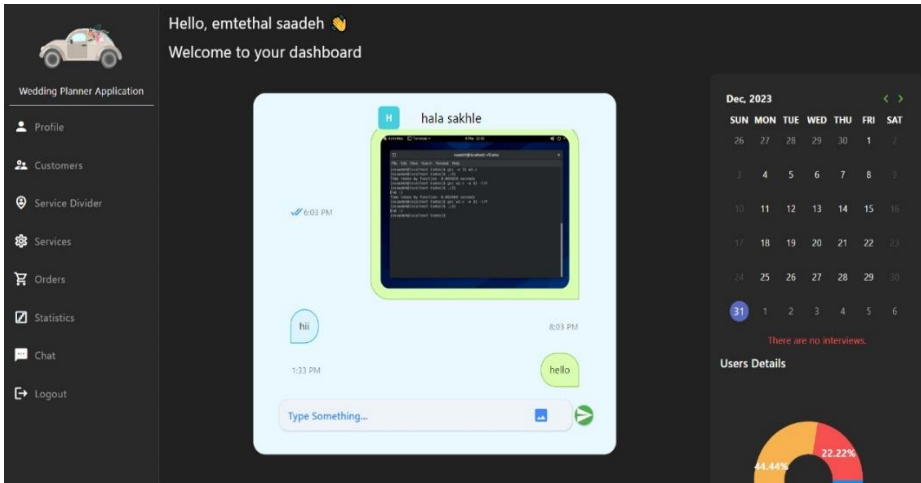 Hello, emtethal saadeh 👋
Welcome to your dashboard
Wedding Planner Application
Profile
Customers
Service Divider
Services
Orders
Statistics
Chat
Logout
H hala sakhle
6:03 PM
hii
8:03 PM
1:33 PM
hello
Type Something...
Dec, 2023
SUN MON TUE WED THU FRI SAT
26 27 28 29 30 1 2
3 4 5 6 7 8 9
10 11 12 13 14 15 16
17 18 19 20 21 22 23
24 25 26 27 28 29 30
31 1 2 3 4 5 6
There are no interviews.
Users Details
44.44%
22.22%